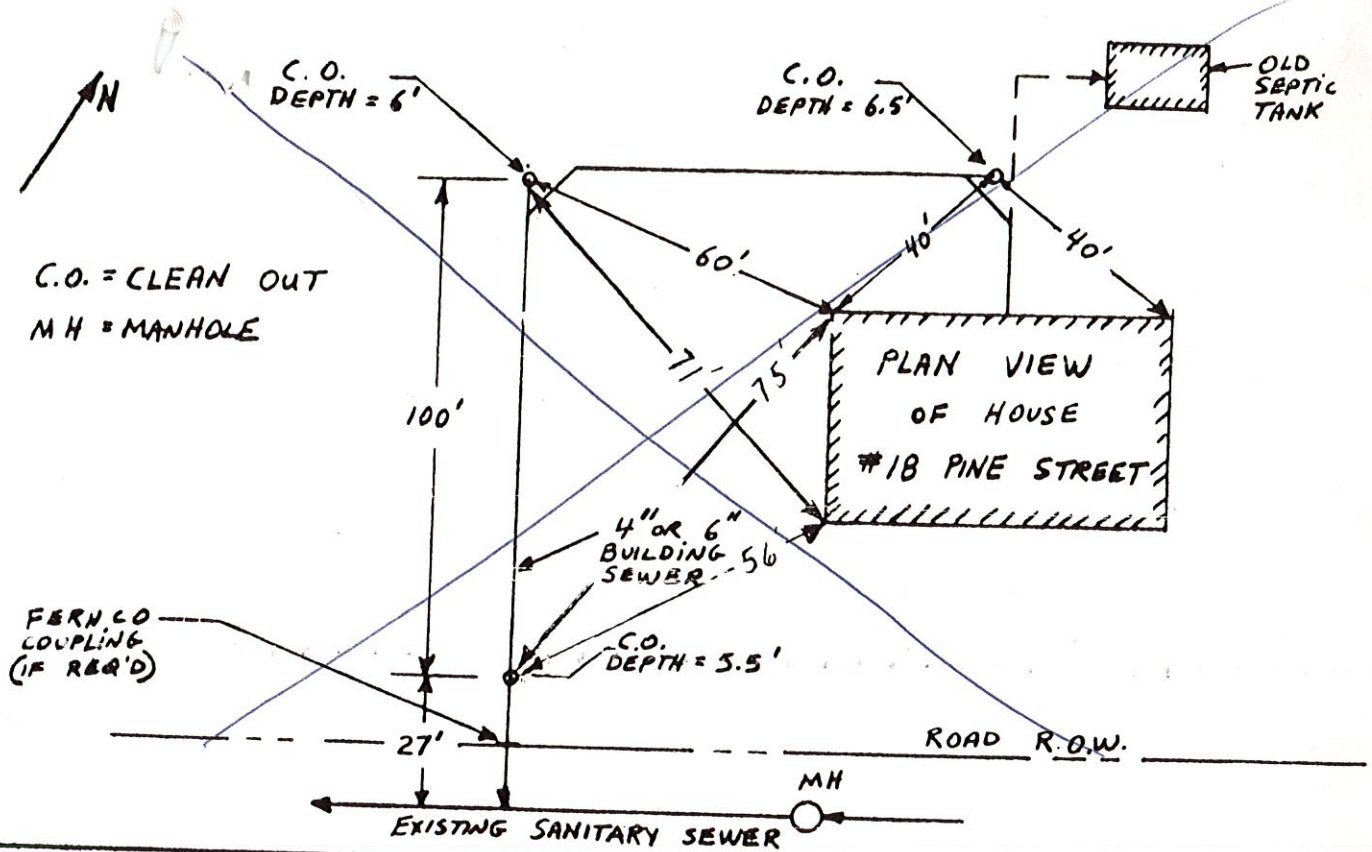 N
C.O.
DEPTH = 6'
C.O.
DEPTH = 6.5'
OLD
SEPTIC
TANK
C.O. = CLEAN OUT
MH = MANHOLE
60'
40'
40'
71'
75'
100'
PLAN VIEW
OF HOUSE
#18 PINE STREET
4" OR 6"
BUILDING
SEWER
56
FERNCO
COUPLING
(IF REQ'D)
C.O.
DEPTH = 5.5'
27'
ROAD R.O.W.
MH
EXISTING SANITARY SEWER